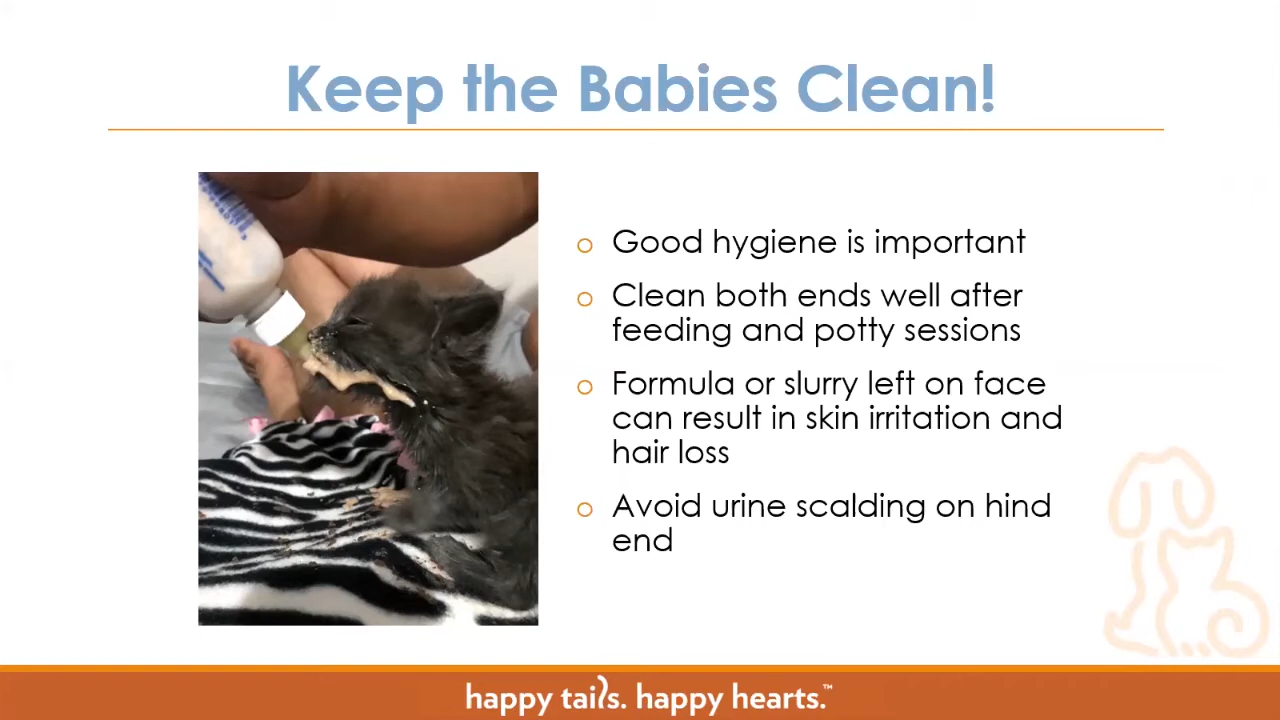 Keep the Babies Clean!
o Good hygiene is important
o Clean both ends well after
feeding and potty sessions
o Formula or slurry left on face
can result in skin irritation and
hair loss
o Avoid urine scalding on hind
end
happy tails. happy hearts.™